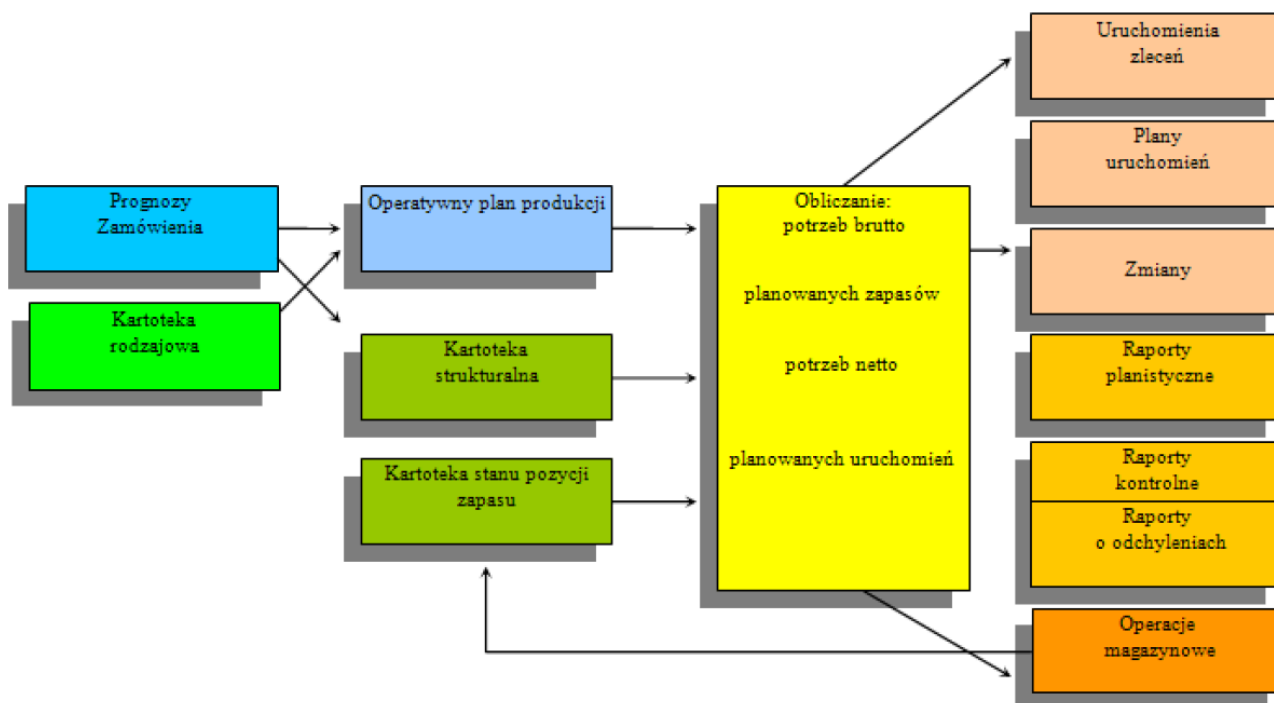 Prognozy
Zamówienia
Kartoteka
rodzajowa
Operatywny plan produkcji
Kartoteka
strukturalna
Kartoteka stanu pozycji
zapasu
Obliczanie:
potrzeb brutto
planowanych zapasów
potrzeb netto
planowanych uruchomień
Uruchomienia
zleceń
Plany
uruchomień
Zmiany
Raporty
planistyczne
Raporty
kontrolne
Raporty
o odchyleniach
Operacje
magazynowe